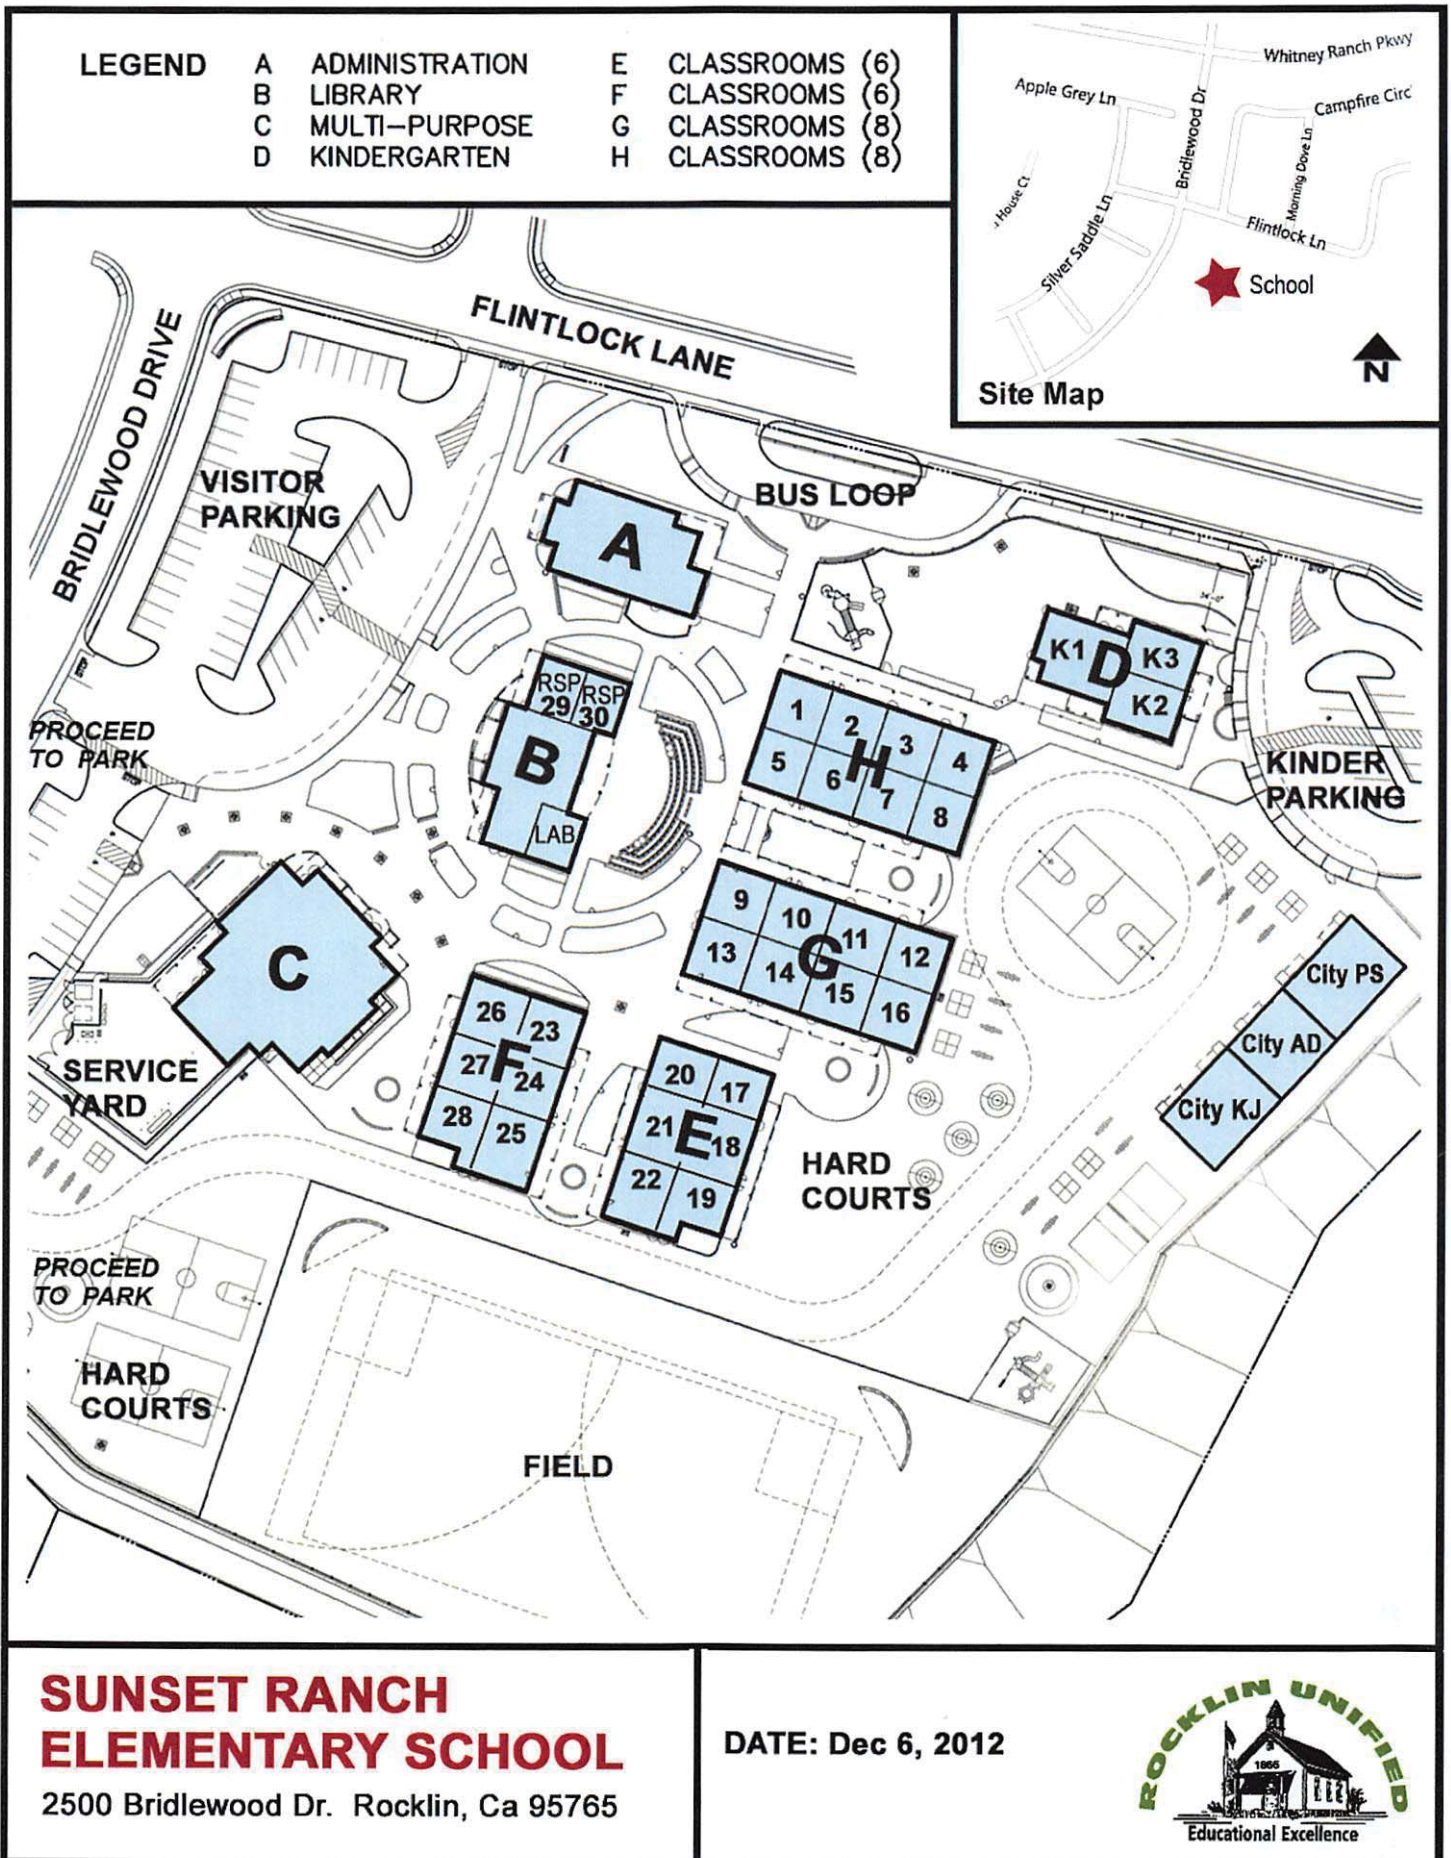 LEGEND
A ADMINISTRATION
B LIBRARY
C MULTI-PURPOSE
D KINDERGARTEN
E CLASSROOMS (6)
F CLASSROOMS (6)
G CLASSROOMS (8)
H CLASSROOMS (8)
Whitney Ranch Pkwy
Apple Grey Ln
Campfire Circ
Bridlewood Dr
Morning Dove Ln
House Ct
Silver Saddle Ln
Flintlock Ln
School
N
Site Map
FLINTLOCK LANE
BRIDLEWOOD DRIVE
STOP
VISITOR
PARKING
BUS LOOP
A
STOP
K1
D
K3
K2
RSP
29
RSP
30
B
LAB
1
2
3
4
H
5
6
7
8
PROCEED
TO PARK
STOP
KINDER
PARKING
9
10
11
12
G
13
14
15
16
C
City PS
City AD
City KJ
26
23
27
F
24
28
25
20
17
21
E
18
22
19
SERVICE
YARD
HARD
COURTS
PROCEED
TO PARK
HARD
COURTS
FIELD
SUNSET RANCH
ELEMENTARY SCHOOL
2500 Bridlewood Dr. Rocklin, Ca 95765
DATE: Dec 6, 2012
ROCKLIN UNIFIED
1866
Educational Excellence